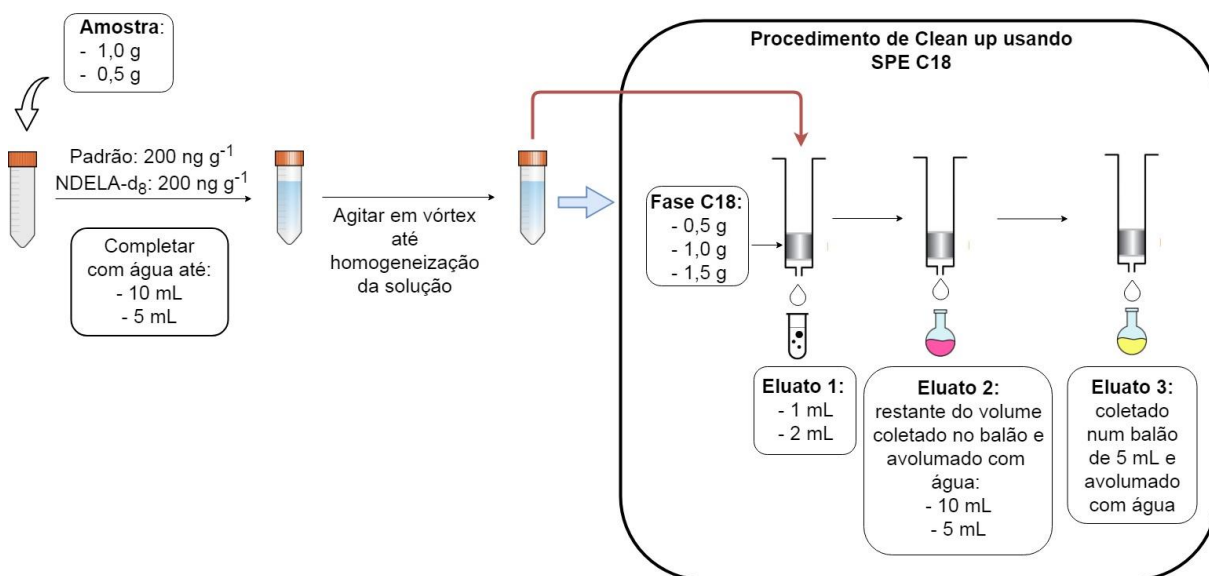 Amostra:
- 1,0 g
- 0,5 g
Padrão: 200 ng g⁻¹
NDELA-d₈: 200 ng g⁻¹
Completar
com água até:
- 10 mL
- 5 mL
Agitar em vórtex
até
homogeneização
da solução
Procedimento de Clean up usando
SPE C18
Fase C18:
- 0,5 g
- 1,0 g
- 1,5 g
Eluato 1:
- 1 mL
- 2 mL
Eluato 2:
restante do volume
coletado no balão e
avolumado com
água:
- 10 mL
- 5 mL
Eluato 3:
coletado
num balão
de 5 mL e
avolumado
com água